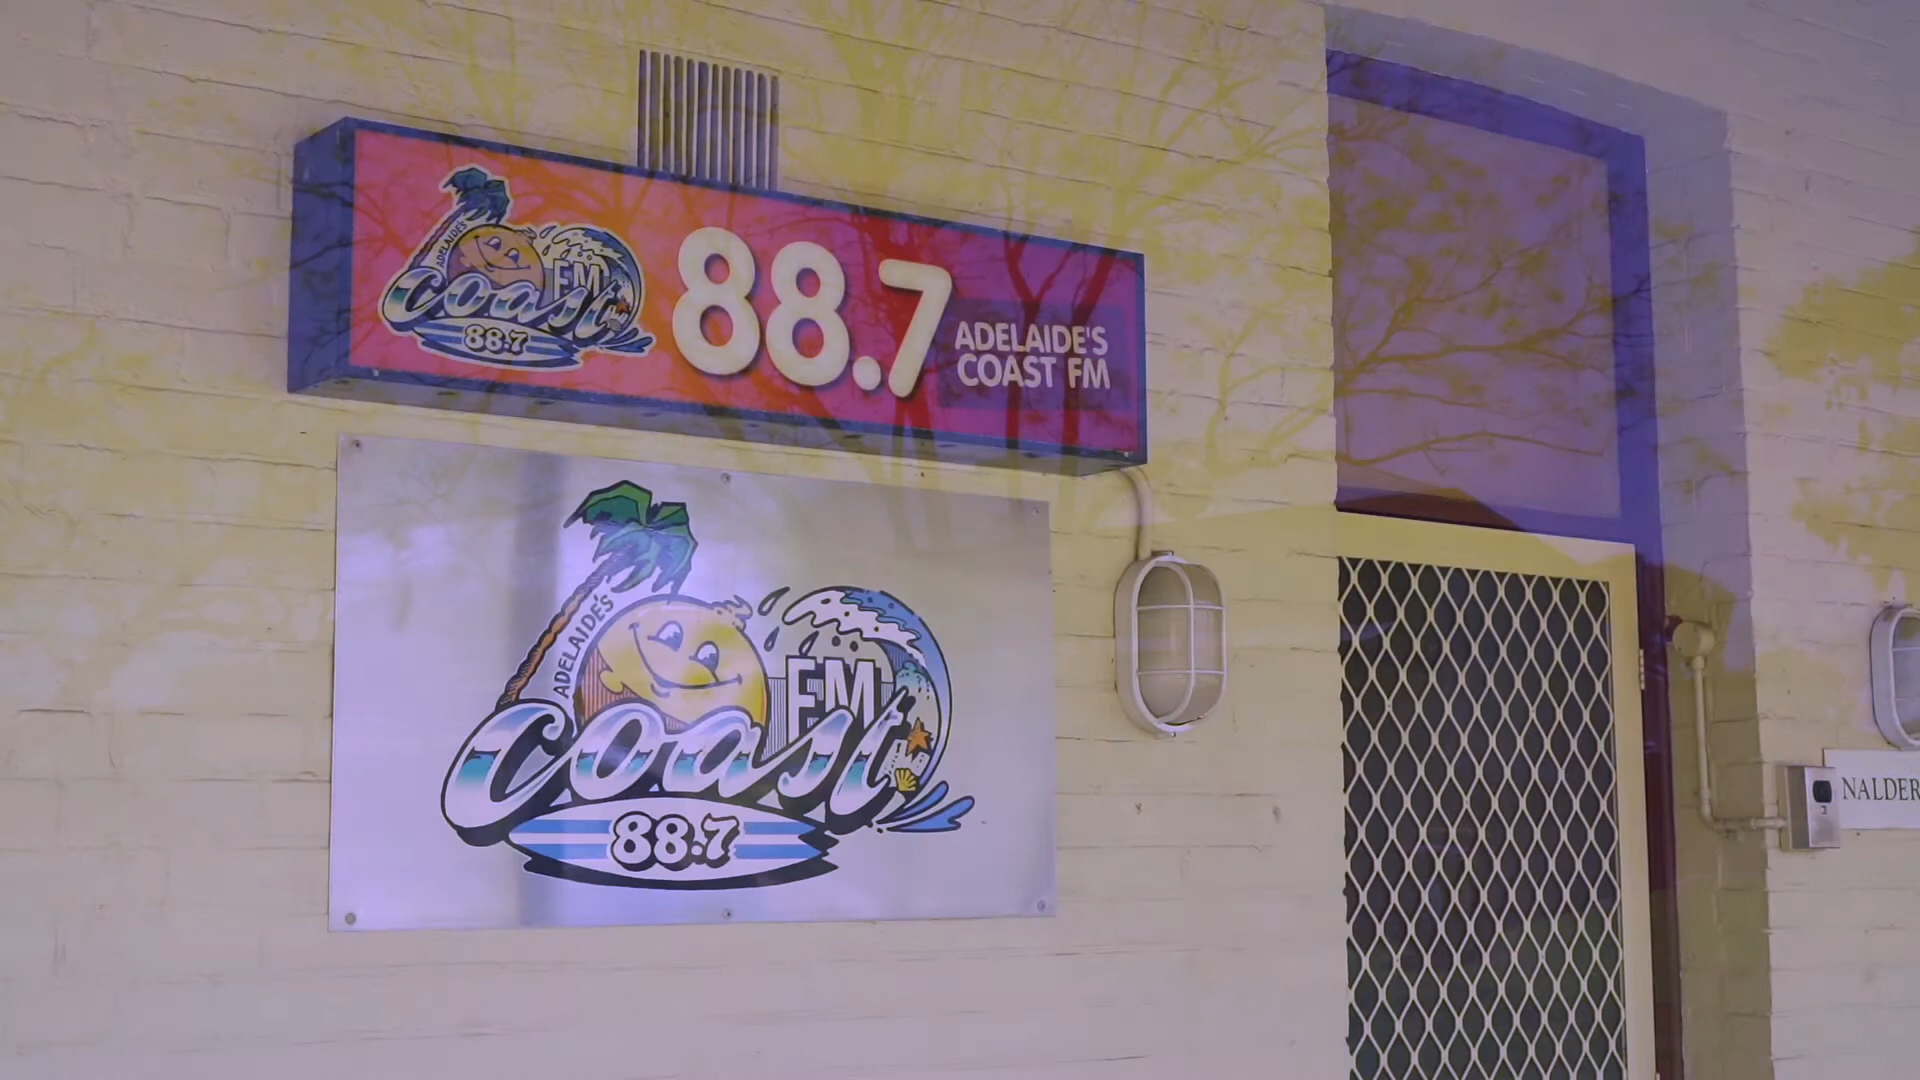 ADELAIDE'S
FM
coast
88.7
88.7
ADELAIDE'S
COAST FM
ADELAIDE'S
FM
coast
88.7
NALDER